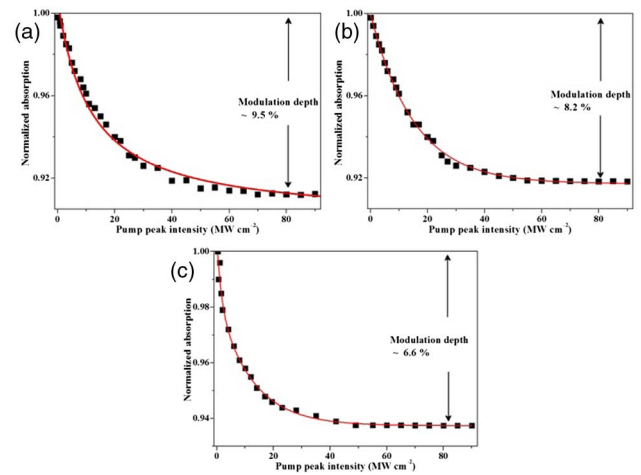 (a)
1.00
0.96
0.92
Normalized absorption
Modulation depth
~ 9.5 %
0
20
40
60
80
Pump peak intensity (MW cm⁻²)
(b)
1.00
0.96
0.92
Normalized absorption
Modulation depth
~ 8.2 %
0
20
40
60
80
Pump peak intensity (MW cm⁻²)
(c)
1.00
0.98
0.96
0.94
Normalized absorption
Modulation depth
~ 6.6 %
0
20
40
60
80
Pump peak intensity (MW cm⁻²)